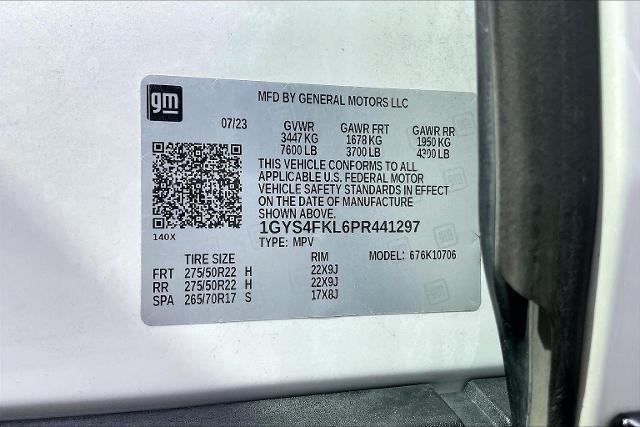 gm
MFD BY GENERAL MOTORS LLC
07/23 GVWR GAWR FRT GAWR RR
3447 KG 1678 KG 1950 KG
7600 LB 3700 LB 4300 LB
THIS VEHICLE CONFORMS TO ALL
APPLICABLE U.S. FEDERAL MOTOR
VEHICLE SAFETY STANDARDS IN EFFECT
ON THE DATE OF MANUFACTURE
SHOWN ABOVE.
140X
1GYS4FKL6PR441297
TYPE: MPV MODEL: 676K10706
TIRE SIZE RIM
FRT 275/50R22 H 22X9J
RR 275/50R22 H 22X9J
SPA 265/70R17 S 17X8J